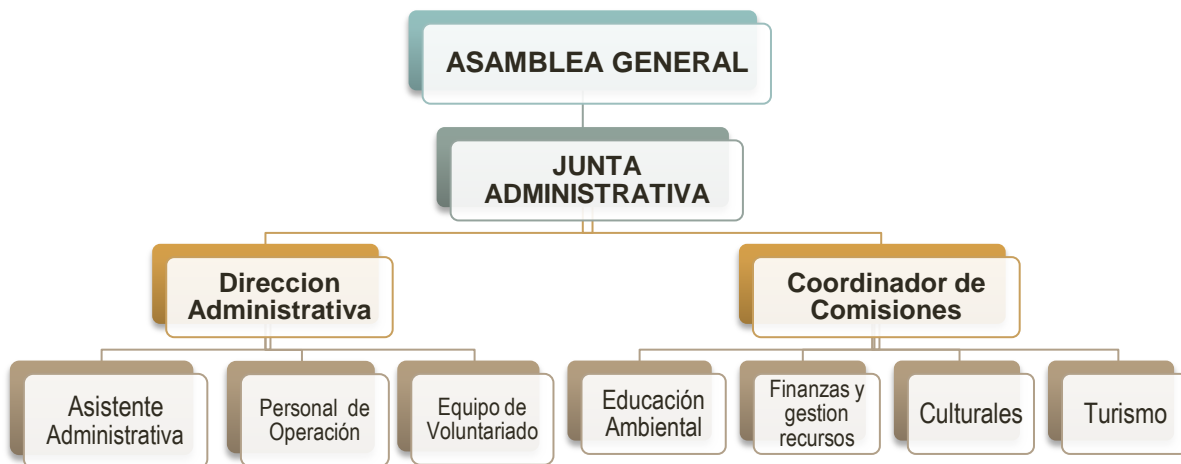 ASAMBLEA GENERAL
JUNTA
ADMINISTRATIVA
Direccion
Administrativa
Coordinador de
Comisiones
Asistente
Administrativa
Personal de
Operación
Equipo de
Voluntariado
Educación
Ambiental
Finanzas y
gestion
recursos
Culturales
Turismo